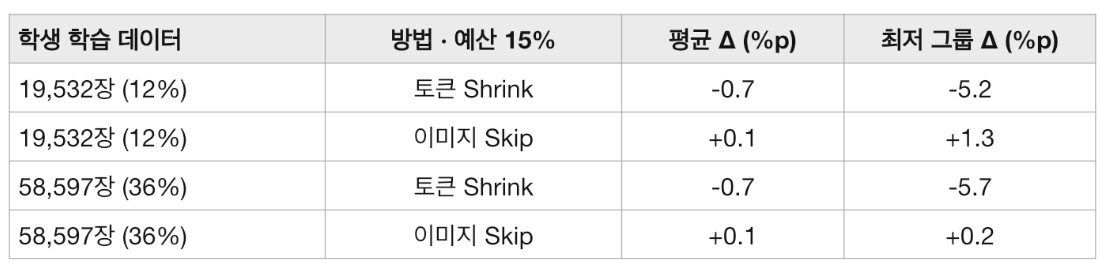 학생 학습 데이터 방법 · 예산 15% 평균 Δ (%p) 최저 그룹 Δ (%p)
19,532장 (12%) 토큰 Shrink -0.7 -5.2
19,532장 (12%) 이미지 Skip +0.1 +1.3
58,597장 (36%) 토큰 Shrink -0.7 -5.7
58,597장 (36%) 이미지 Skip +0.1 +0.2